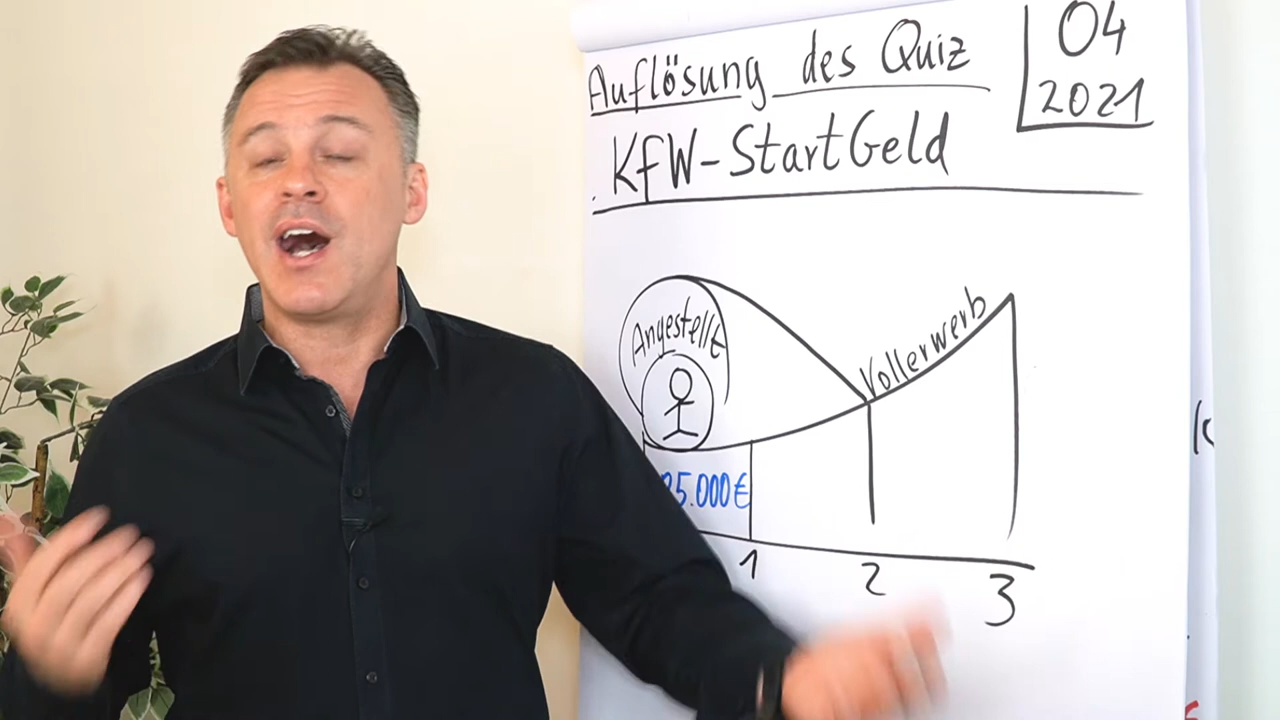 Auflösung des Quiz
04
2021
KfW-StartGeld
Angestellt
Vollerwerb
5.000€
1
2
3